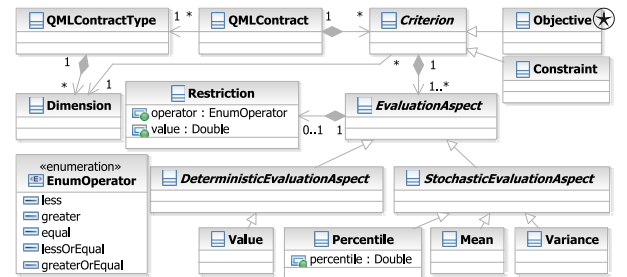 QMLContractType
1 *
QMLContract
1
*
Criterion
Objective
1
*
1
*
1
1..*
Constraint
Dimension
Restriction
operator : EnumOperator
value : Double
0..1
1
EvaluationAspect
«enumeration»
EnumOperator
less
greater
equal
lessOrEqual
greaterOrEqual
DeterministicEvaluationAspect
StochasticEvaluationAspect
Value
Percentile
percentile : Double
Mean
Variance